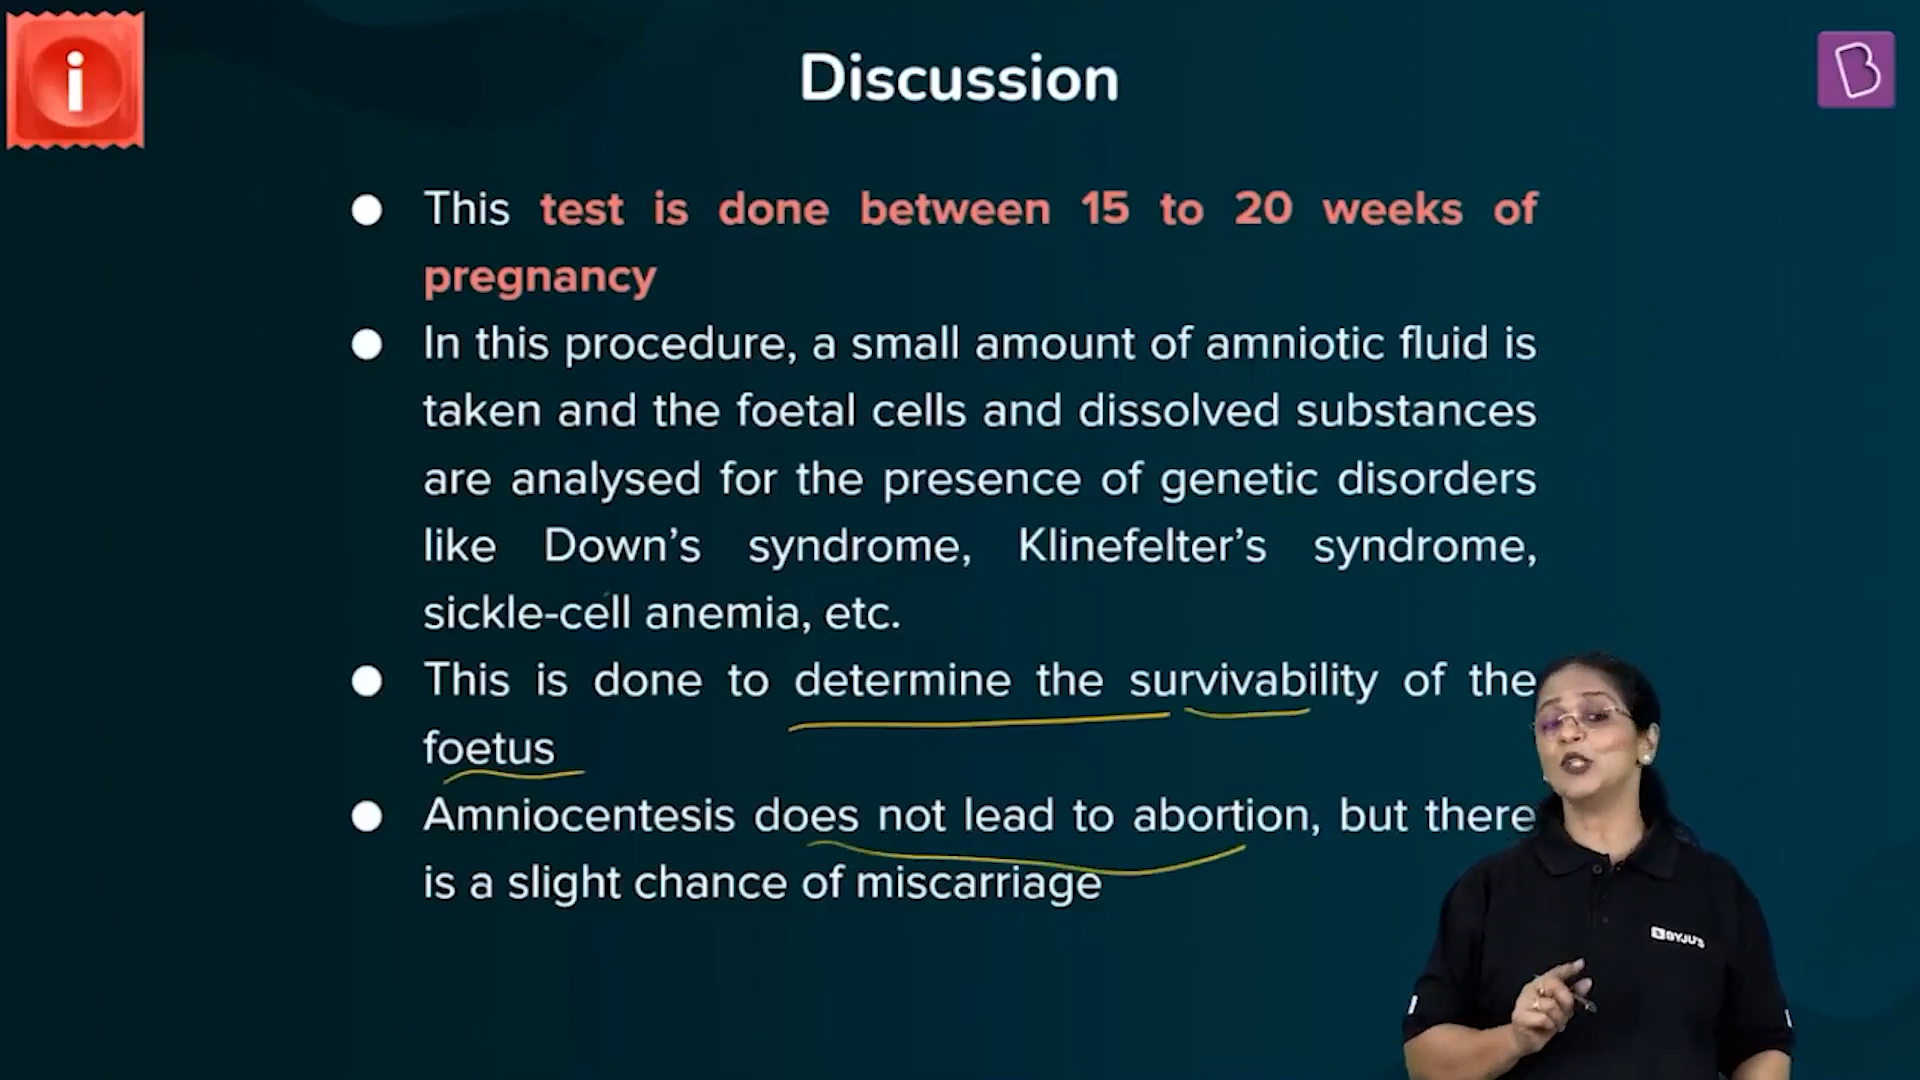 i
Discussion
B
This test is done between 15 to 20 weeks of
pregnancy
In this procedure, a small amount of amniotic fluid is
taken and the foetal cells and dissolved substances
are analysed for the presence of genetic disorders
like Down’s syndrome, Klinefelter’s syndrome,
sickle-cell anemia, etc.
This is done to determine the survivability of the
foetus
Amniocentesis does not lead to abortion, but there
is a slight chance of miscarriage
BYJU'S